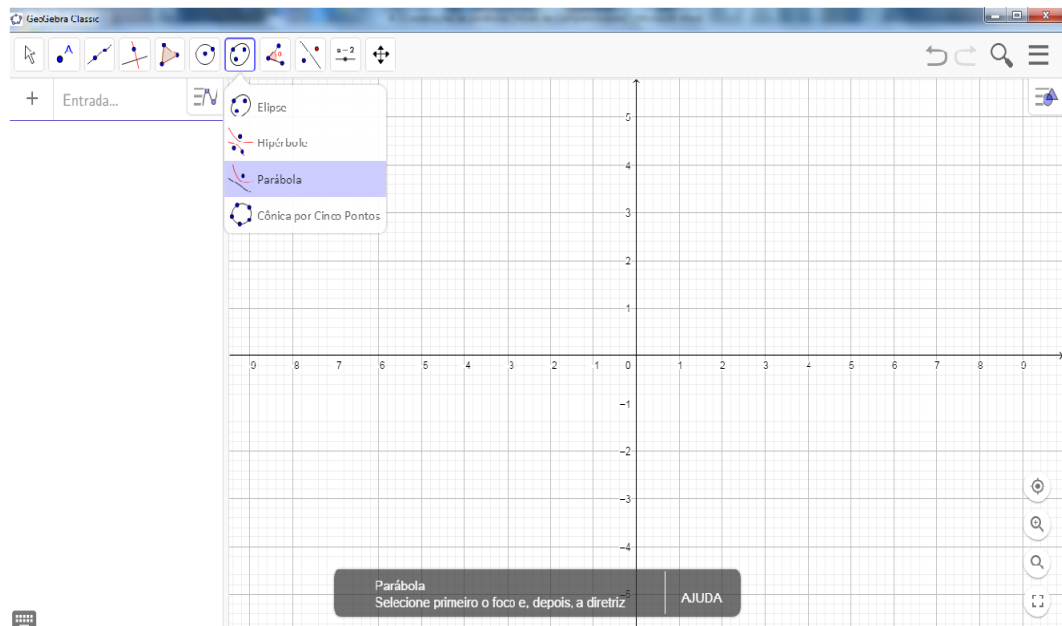 GeoGebra Classic
a=2
Entrada...
Elipse
Hipérbole
Parábola
Cônica por Cinco Pontos
5
4
3
2
1
9 8 7 6 5 4 3 2 1 0 1 2 3 4 5 6 7 8 9
-1
-2
-3
-4
-5
Parábola
Selecione primeiro o foco e, depois, a diretriz
AJUDA